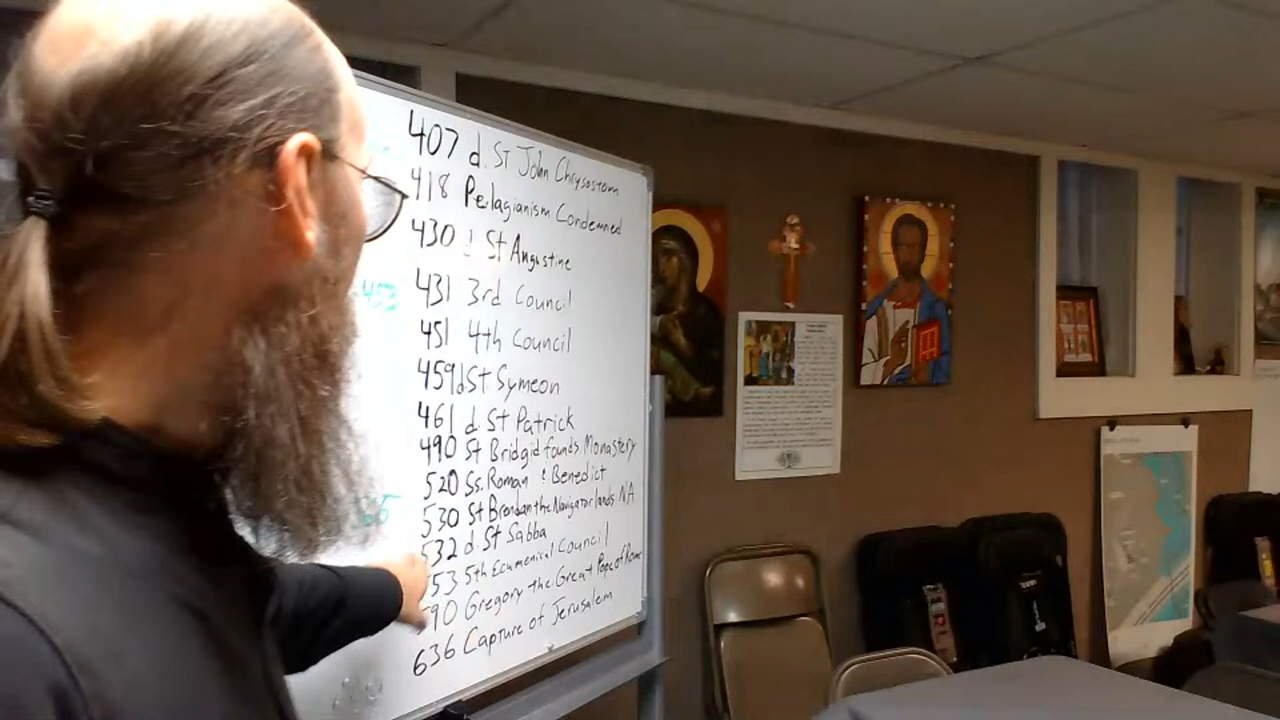 407 d. St John Chrysostom
418 Pelagianism Condemned
430 St Augustine
431 3rd Council
451 4th Council
459 d St Symeon
461 d St Patrick
490 St Bridgid founds Monastery
520 Ss. Roman & Benedict
530 St Brendan the Navigator lands NA
532 d St Sabba
553 5th Ecumenical Council
590 Gregory the Great Pope of Rome
636 Capture of Jerusalem
453